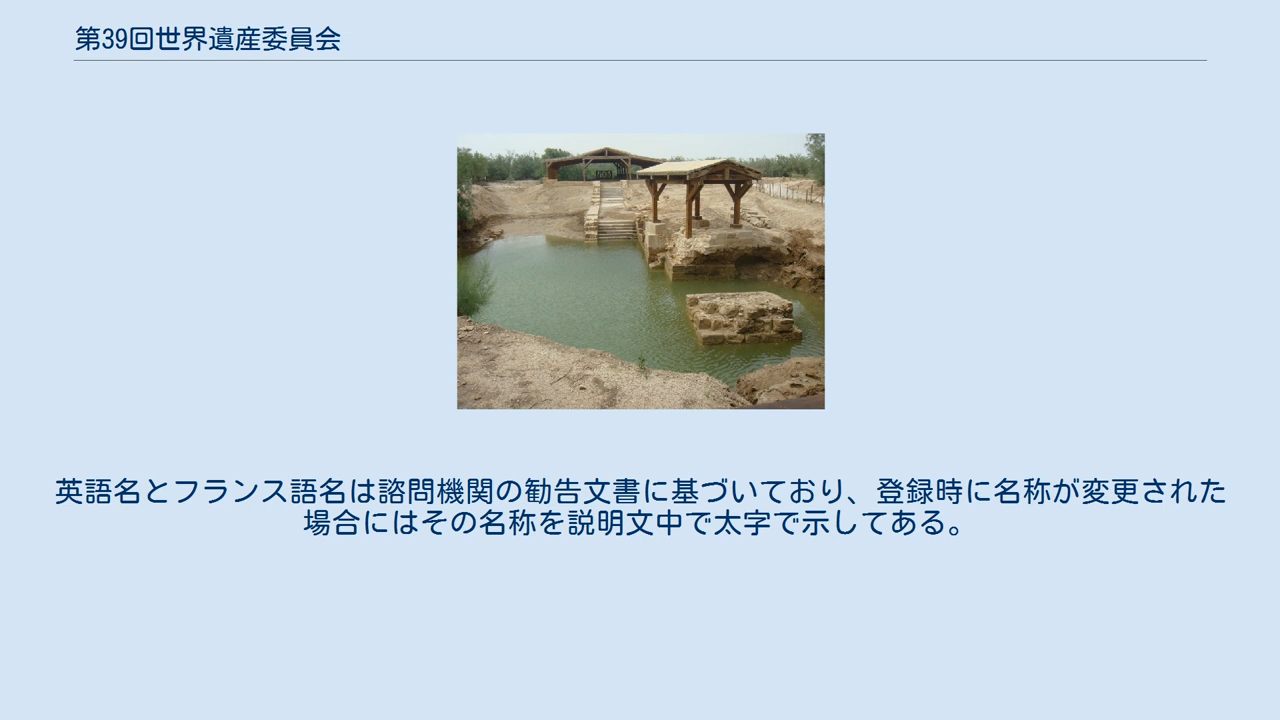 第39回世界遺産委員会
英語名とフランス語名は諮問機関の勧告文書に基づいており、登録時に名称が変更された
場合にはその名称を説明文中で太字で示してある。